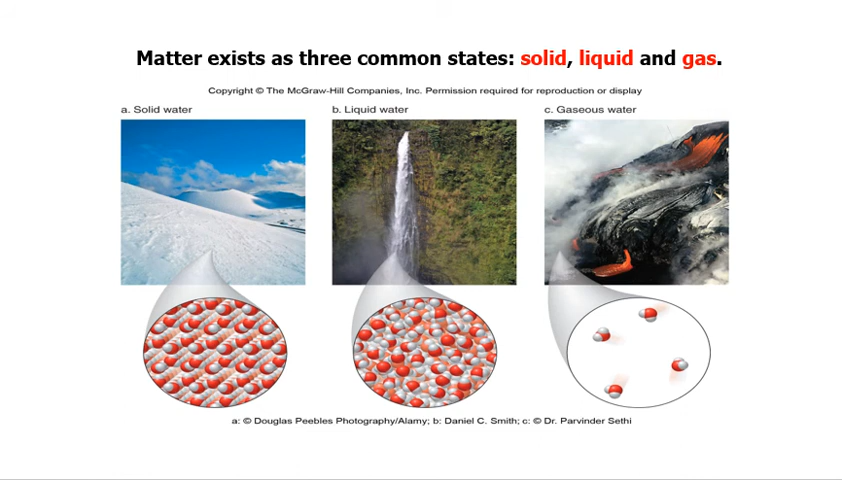 Matter exists as three common states: solid, liquid and gas.
Copyright © The McGraw-Hill Companies, Inc. Permission required for reproduction or display
a. Solid water
b. Liquid water
c. Gaseous water
a: © Douglas Peebles Photography/Alamy; b: Daniel C. Smith; c: © Dr. Parvinder Sethi